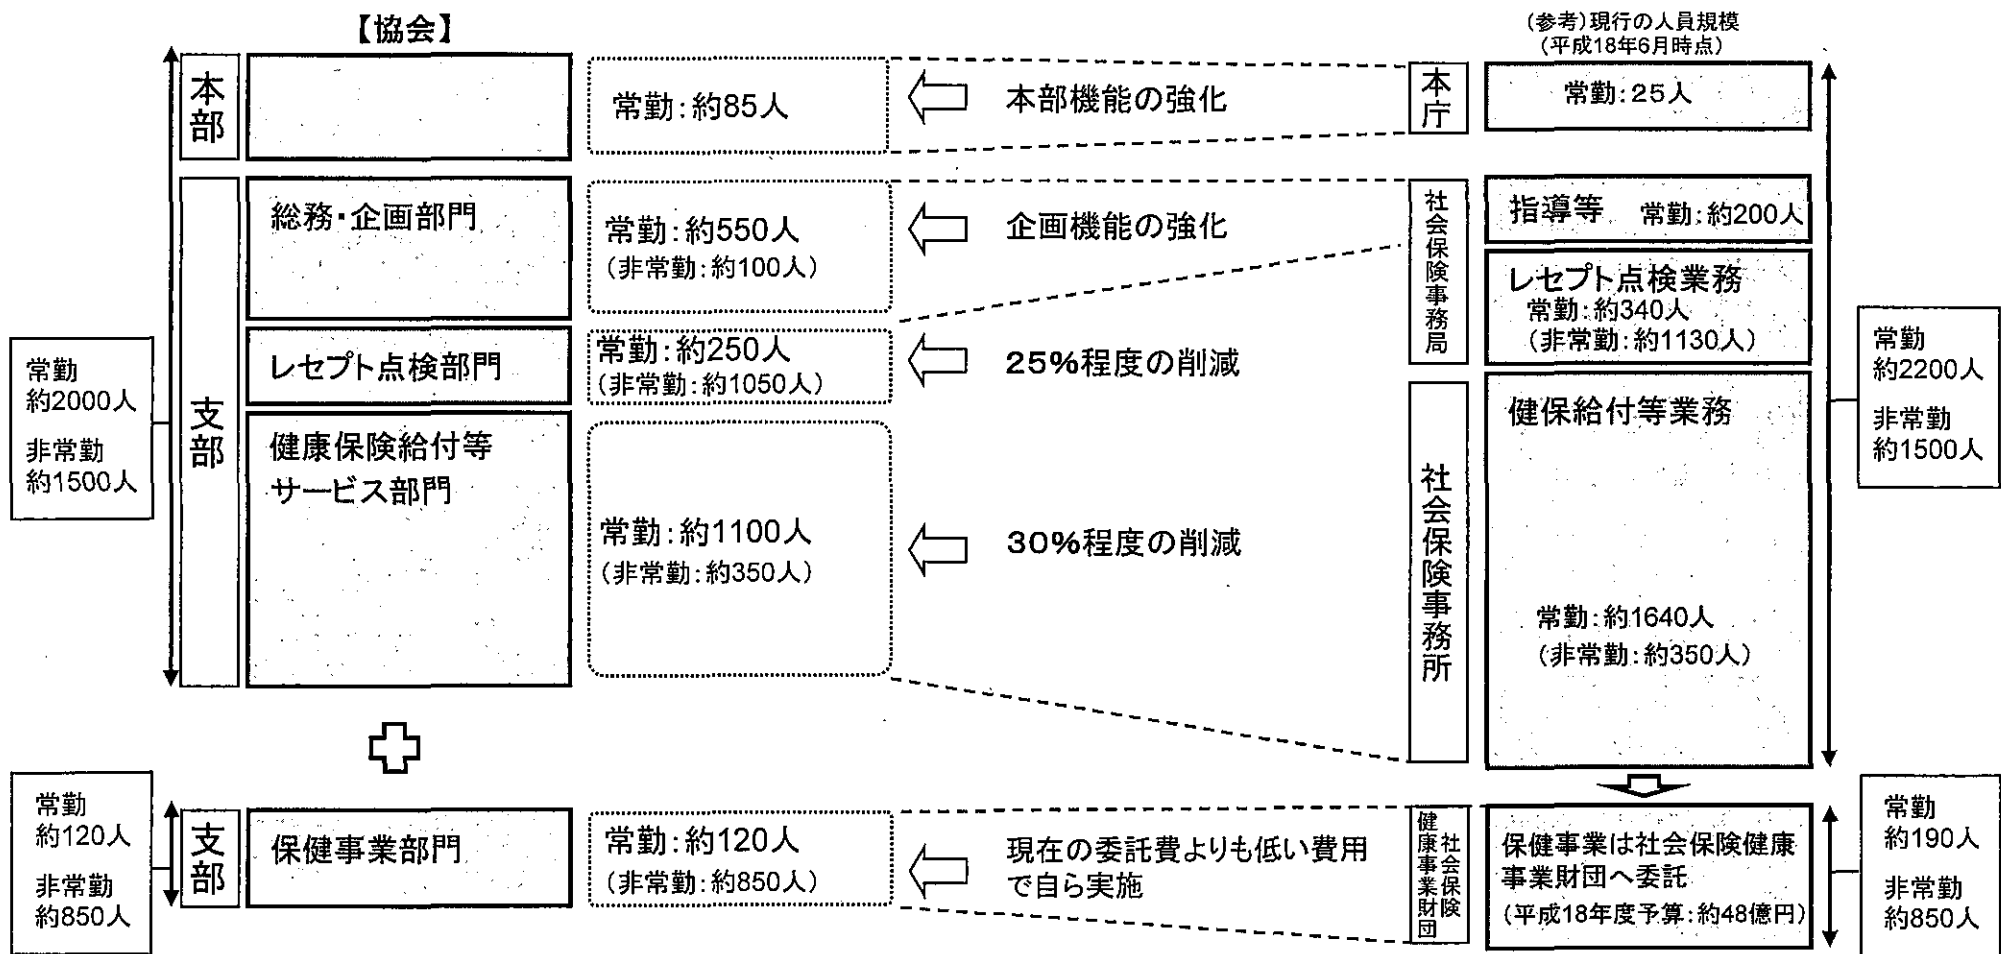 【協会】
(参考)現行の人員規模
(平成18年6月時点)
本部
常勤:約85人
本部機能の強化
本庁
常勤:25人
支部
総務・企画部門
常勤:約550人
(非常勤:約100人)
企画機能の強化
社会保険事務局
指導等 常勤:約200人
レセプト点検業務
常勤:約340人
(非常勤:約1130人)
レセプト点検部門
常勤:約250人
(非常勤:約1050人)
25%程度の削減
常勤
約2000人
非常勤
約1500人
健康保険給付等
サービス部門
常勤:約1100人
(非常勤:約350人)
30%程度の削減
社会保険事務所
健保給付等業務
常勤:約1640人
(非常勤:約350人)
常勤
約2200人
非常勤
約1500人
常勤
約120人
非常勤
約850人
支部
保健事業部門
常勤:約120人
(非常勤:約850人)
現在の委託費よりも低い費用
で自ら実施
社会保険
健康事業財団
保健事業は社会保険健康
事業財団へ委託
(平成18年度予算:約48億円)
常勤
約190人
非常勤
約850人